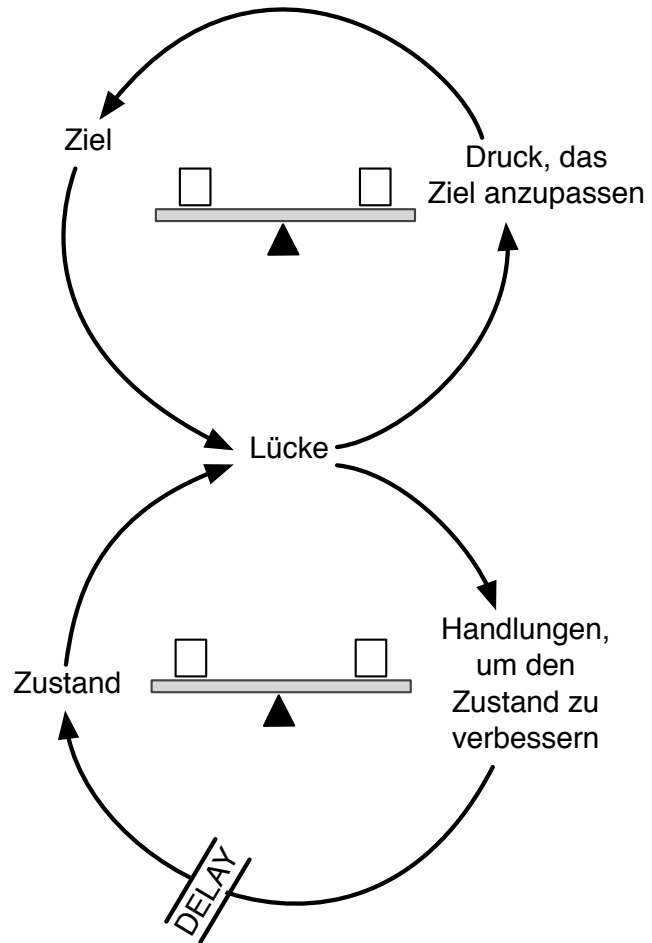 Ziel
Druck, das
Ziel anzupassen
Lücke
Handlungen,
um den
Zustand zu
verbessern
Zustand
DELAY